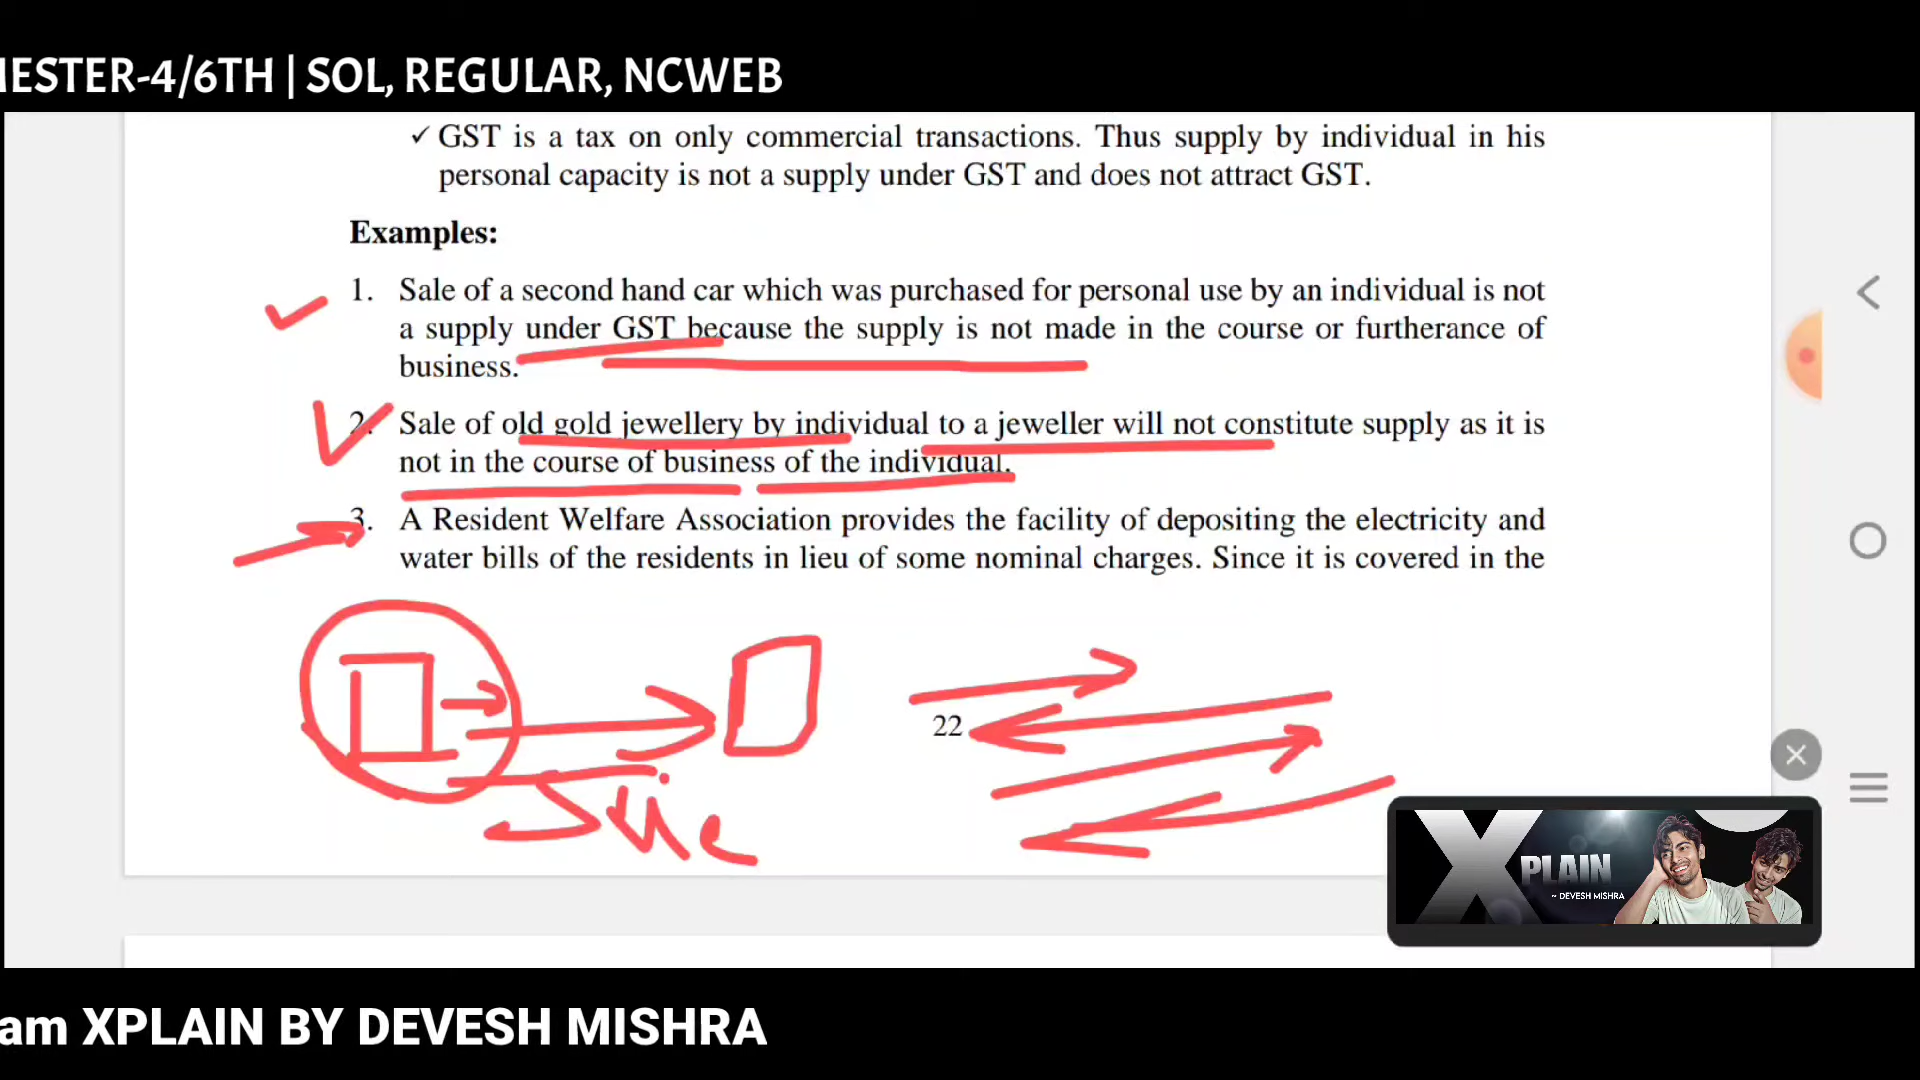 MESTER-4/6TH | SOL, REGULAR, NCWEB
✓ GST is a tax on only commercial transactions. Thus supply by individual in his
personal capacity is not a supply under GST and does not attract GST.
Examples:
1. Sale of a second hand car which was purchased for personal use by an individual is not
a supply under GST because the supply is not made in the course or furtherance of
business.
2. Sale of old gold jewellery by individual to a jeweller will not constitute supply as it is
not in the course of business of the individual.
3. A Resident Welfare Association provides the facility of depositing the electricity and
water bills of the residents in lieu of some nominal charges. Since it is covered in the
22
XPLAIN
~ DEVESH MISHRA
am XPLAIN BY DEVESH MISHRA